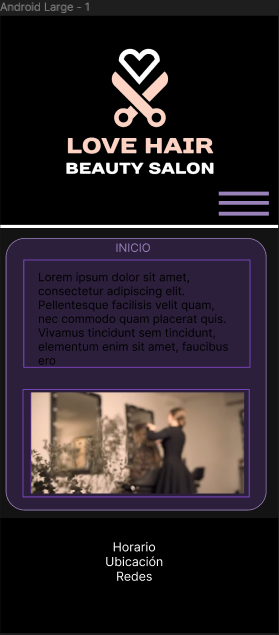 Android Large - 1
LOVE HAIR
BEAUTY SALON
INICIO
Lorem ipsum dolor sit amet,
consectetur adipiscing elit.
Pellentesque facilisis velit quam,
nec commodo quam placerat quis.
Vivamus tincidunt sem tincidunt,
elementum enim sit amet, faucibus
ero
Horario
Ubicación
Redes